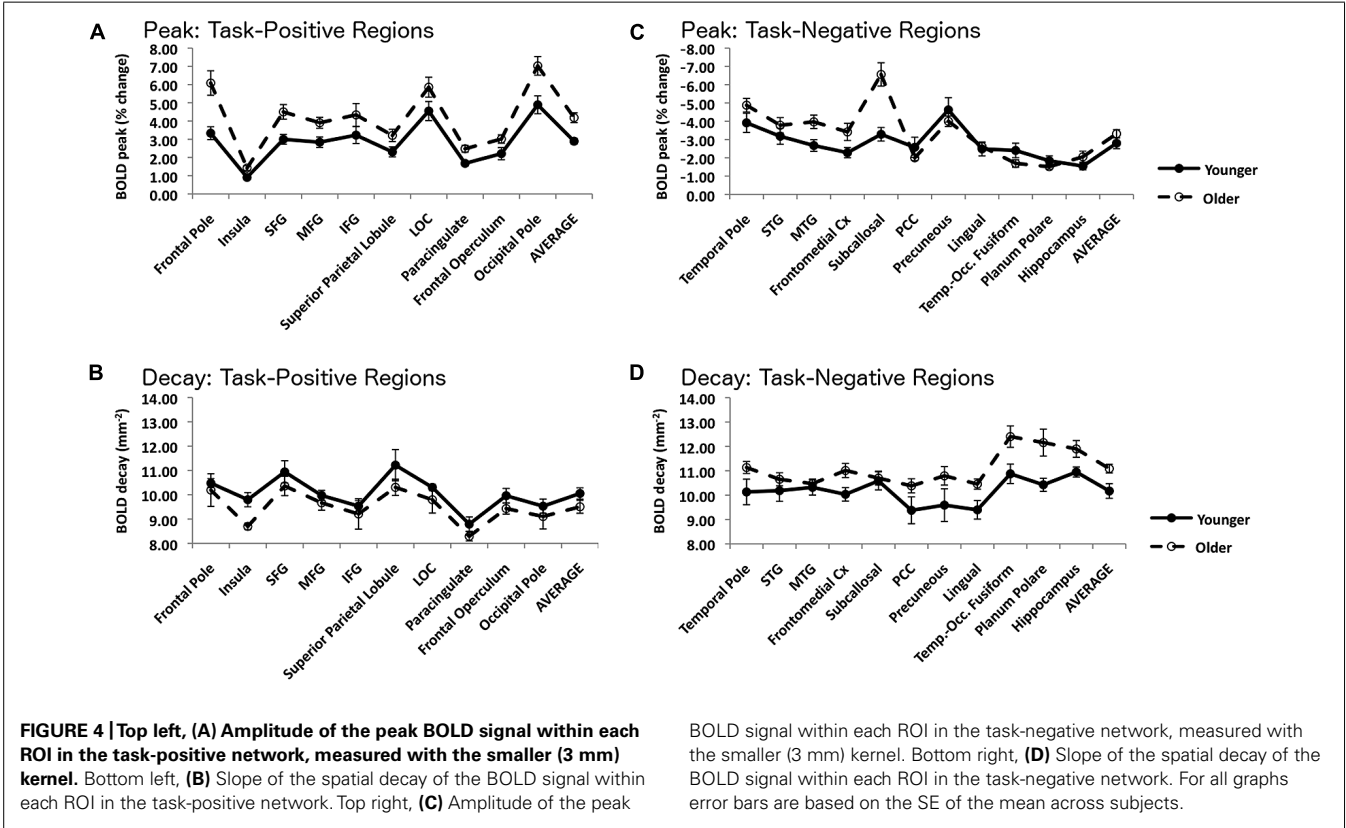 A Peak: Task-Positive Regions
BOLD peak (% change)
8.00
7.00
6.00
5.00
4.00
3.00
2.00
1.00
0.00
Frontal Pole
Insula
SFG
MFG
IFG
Superior Parietal Lobule
LOC
Paracingulate
Frontal Operculum
Occipital Pole
AVERAGE
C Peak: Task-Negative Regions
BOLD peak (% change)
-8.00
-7.00
-6.00
-5.00
-4.00
-3.00
-2.00
-1.00
0.00
Temporal Pole
STG
MTG
Frontomedial Cx
Subcallosal
PCC
Precuneous
Lingual
Temp.-Occ. Fusiform
Planum Polare
Hippocampus
AVERAGE
Younger
Older
B Decay: Task-Positive Regions
BOLD decay (mm-2)
14.00
13.00
12.00
11.00
10.00
9.00
8.00
Frontal Pole
Insula
SFG
MFG
IFG
Superior Parietal Lobule
LOC
Paracingulate
Frontal Operculum
Occipital Pole
AVERAGE
D Decay: Task-Negative Regions
BOLD decay (mm-2)
14.00
13.00
12.00
11.00
10.00
9.00
8.00
Temporal Pole
STG
MTG
Frontomedial Cx
Subcallosal
PCC
Precuneous
Lingual
Temp.-Occ. Fusiform
Planum Polare
Hippocampus
AVERAGE
Younger
Older
FIGURE 4 | Top left, (A) Amplitude of the peak BOLD signal within each
ROI in the task-positive network, measured with the smaller (3 mm)
kernel. Bottom left, (B) Slope of the spatial decay of the BOLD signal within
each ROI in the task-positive network. Top right, (C) Amplitude of the peak
BOLD signal within each ROI in the task-negative network, measured with
the smaller (3 mm) kernel. Bottom right, (D) Slope of the spatial decay of the
BOLD signal within each ROI in the task-negative network. For all graphs
error bars are based on the SE of the mean across subjects.